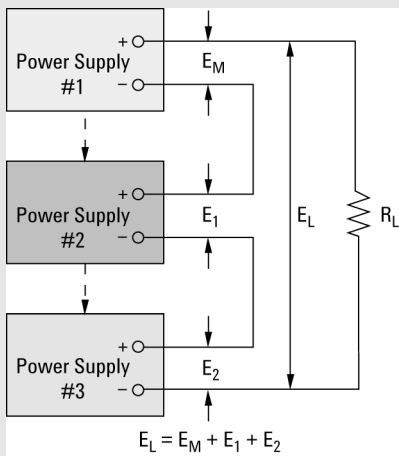 Power Supply
#1
+
−
E_M
Power Supply
#2
+
−
E_1
E_L
R_L
Power Supply
#3
+
−
E_2
E_L = E_M + E_1 + E_2